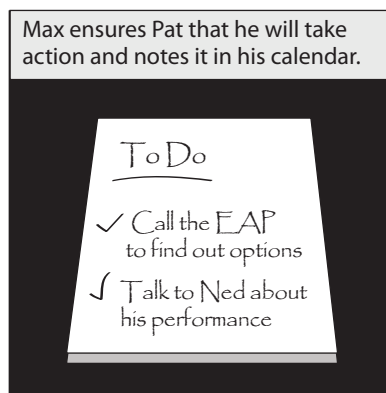 Max ensures Pat that he will take
action and notes it in his calendar.
To Do
✓ Call the EAP
to find out options
✓ Talk to Ned about
his performance